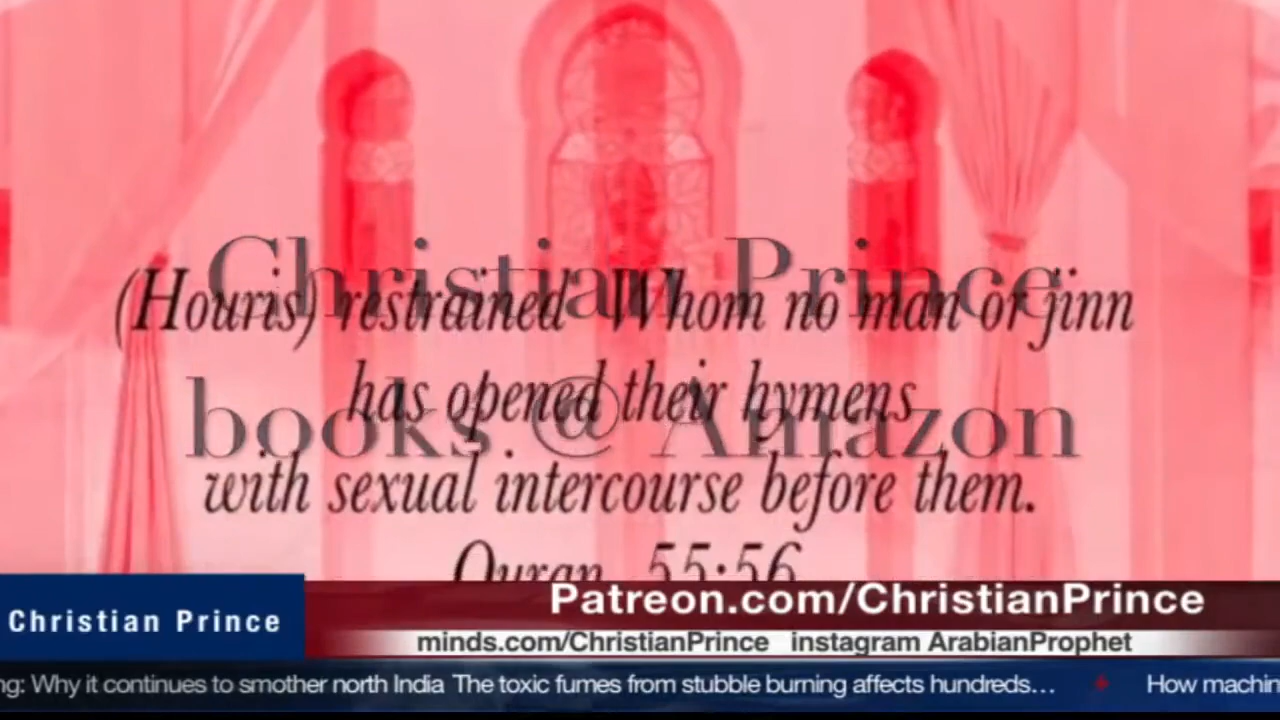 Christian Prince
(Houris) restrained Whom no man or jinn
has opened their hymens
books @ Amazon
with sexual intercourse before them.
Quran 55:56
Patreon.com/ChristianPrince
Christian Prince
minds.com/ChristianPrince instagram ArabianProphet
ng: Why it continues to smother north India The toxic fumes from stubble burning affects hundreds... How machin